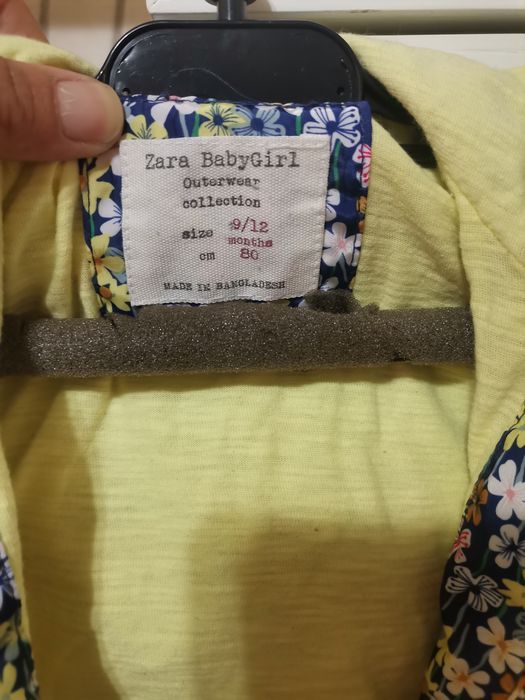 Zara BabyGirl
Outerwear
collection
size 9/12
months
cm 80
MADE IN BANGLADESH